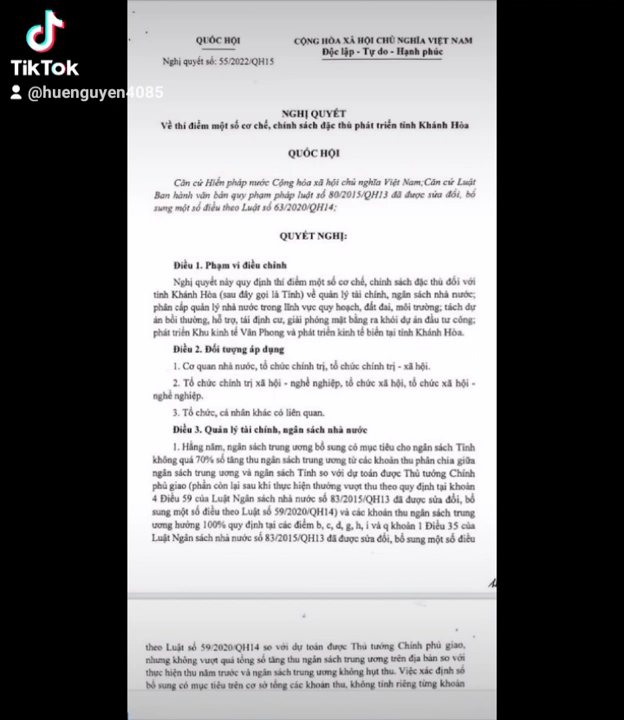 TikTok
@huenguyen4085
QUỐC HỘI
CỘNG HÒA XÃ HỘI CHỦ NGHĨA VIỆT NAM
Độc lập - Tự do - Hạnh phúc
Nghị quyết số: 55/2022/QH15
NGHỊ QUYẾT
Về thí điểm một số cơ chế, chính sách đặc thù phát triển tỉnh Khánh Hòa
QUỐC HỘI
Căn cứ Hiến pháp nước Cộng hòa xã hội chủ nghĩa Việt Nam;Căn cứ Luật
Ban hành văn bản quy phạm pháp luật số 80/2015/QH13 đã được sửa đổi, bổ
sung một số điều theo Luật số 63/2020/QH14;
QUYẾT NGHỊ:
Điều 1. Phạm vi điều chỉnh
Nghị quyết này quy định thí điểm một số cơ chế, chính sách đặc thù đối với
tỉnh Khánh Hòa (sau đây gọi là Tỉnh) về quản lý tài chính, ngân sách nhà nước;
phân cấp quản lý nhà nước trong lĩnh vực quy hoạch, đất đai, môi trường; tách dự
án bồi thường, hỗ trợ, tái định cư, giải phóng mặt bằng ra khỏi dự án đầu tư công;
phát triển Khu kinh tế Vân Phong và phát triển kinh tế biển tại tỉnh Khánh Hòa.
Điều 2. Đối tượng áp dụng
1. Cơ quan nhà nước, tổ chức chính trị, tổ chức chính trị - xã hội.
2. Tổ chức chính trị xã hội - nghề nghiệp, tổ chức xã hội, tổ chức xã hội -
nghề nghiệp.
3. Tổ chức, cá nhân khác có liên quan.
Điều 3. Quản lý tài chính, ngân sách nhà nước
1. Hằng năm, ngân sách trung ương bổ sung có mục tiêu cho ngân sách Tỉnh
không quá 70% số tăng thu ngân sách trung ương từ các khoản thu phân chia giữa
ngân sách trung ương và ngân sách Tỉnh so với dự toán được Thủ tướng Chính
phủ giao (phần còn lại sau khi thực hiện thưởng vượt thu theo quy định tại khoản
4 Điều 59 của Luật Ngân sách nhà nước số 83/2015/QH13 đã được sửa đổi, bổ
sung một số điều theo Luật số 59/2020/QH14) và các khoản thu ngân sách trung
ương hưởng 100% quy định tại các điểm b, c, d, g, h, i và q khoản 1 Điều 35 của
Luật Ngân sách nhà nước số 83/2015/QH13 đã được sửa đổi, bổ sung một số điều
theo Luật số 59/2020/QH14 so với dự toán được Thủ tướng Chính phủ giao,
nhưng không vượt quá tổng số tăng thu ngân sách trung ương trên địa bàn so với
thực hiện thu năm trước và ngân sách trung ương không hụt thu. Việc xác định số
bổ sung có mục tiêu trên cơ sở tổng các khoản thu, không tính riêng từng khoản